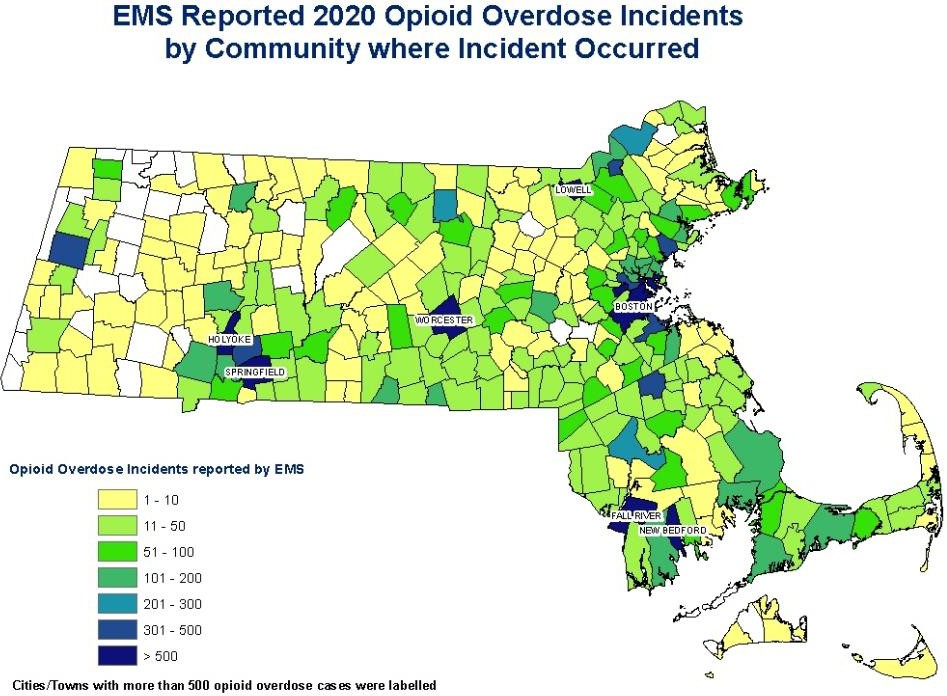 EMS Reported 2020 Opioid Overdose Incidents
by Community where Incident Occurred
LOWELL
BOSTON
WORCESTER
HOLYOKE
SPRINGFIELD
FALL RIVER
NEW BEDFORD
Opioid Overdose Incidents reported by EMS
1 - 10
11 - 50
51 - 100
101 - 200
201 - 300
301 - 500
> 500
Cities/Towns with more than 500 opioid overdose cases were labelled